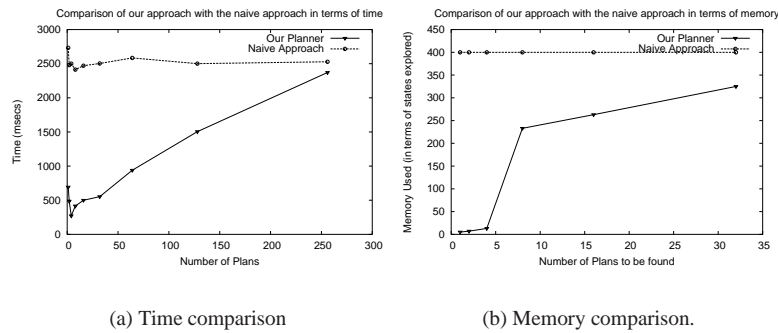 Comparison of our approach with the naive approach in terms of time
3000
2500
2000
1500
1000
500
0
0 50 100 150 200 250 300
Time (msecs)
Number of Plans
Our Planner
Naive Approach
(a) Time comparison
Comparison of our approach with the naive approach in terms of memory
450
400
350
300
250
200
150
100
50
0
0 5 10 15 20 25 30 35
Memory Used (in terms of states explored)
Number of Plans to be found
Our Planner
Naive Approach
(b) Memory comparison.